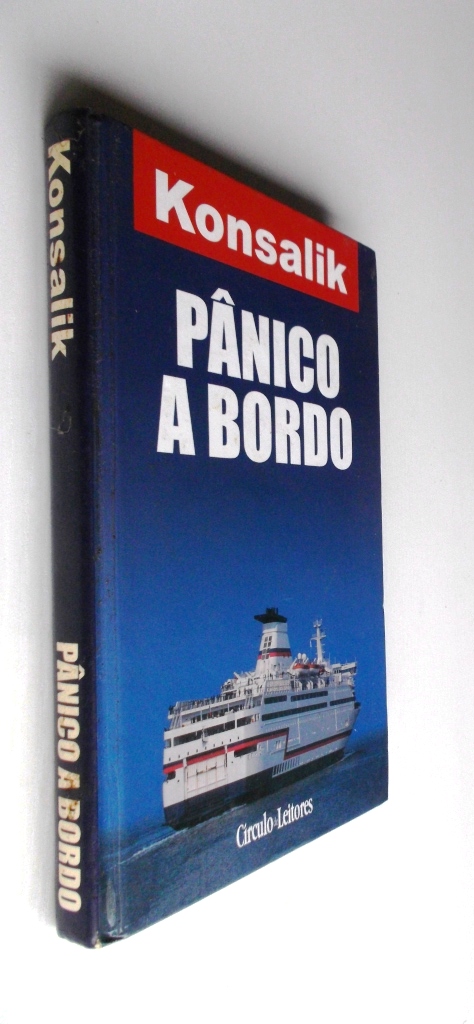 Konsalik
PÂNICO A BORDO
Konsalik
PÂNICO
A BORDO
Círculo de Leitores